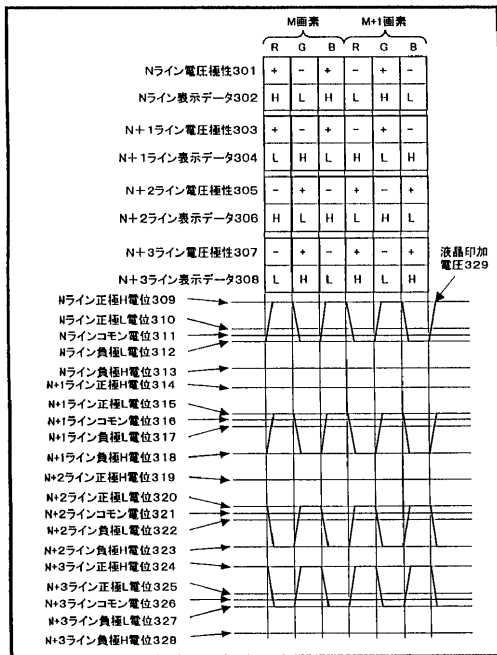 M画素 M+1画素
R G B R G B
Nライン電圧極性301 + - + - + -
Nライン表示データ302 H L H L H L
N+1ライン電圧極性303 + - + - + -
N+1ライン表示データ304 L H L H L H
N+2ライン電圧極性305 - + - + - +
N+2ライン表示データ306 H L H L H L
N+3ライン電圧極性307 - + - + - +
N+3ライン表示データ308 L H L H L H
液晶印加
電圧329
Nライン正極H電位309
Nライン正極L電位310
Nラインコモン電位311
Nライン負極L電位312
Nライン負極H電位313
N+1ライン正極H電位314
N+1ライン正極L電位315
N+1ラインコモン電位316
N+1ライン負極L電位317
N+1ライン負極H電位318
N+2ライン正極H電位319
N+2ライン正極L電位320
N+2ラインコモン電位321
N+2ライン負極L電位322
N+2ライン負極H電位323
N+3ライン正極H電位324
N+3ライン正極L電位325
N+3ラインコモン電位326
N+3ライン負極L電位327
N+3ライン負極H電位328